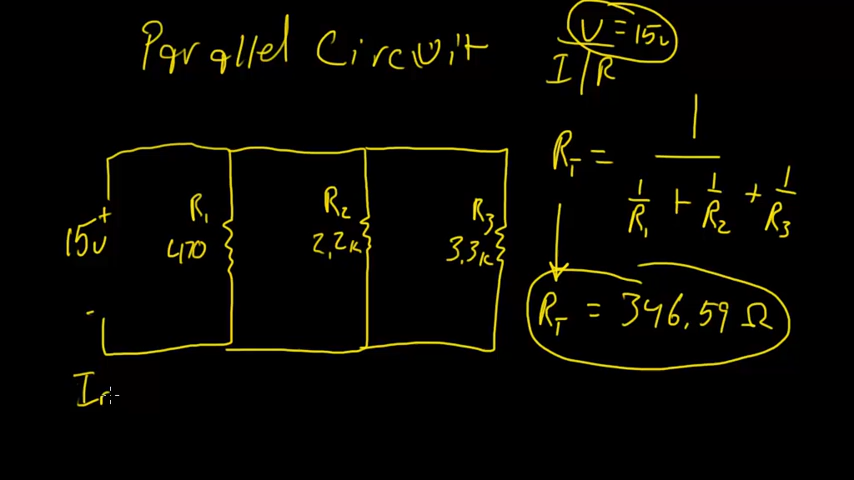 Parallel Circuit
V = 15v
I/R
RT = 1 / 1/R1 + 1/R2 + 1/R3
15v
+
-
R1
470
R2
2.2K
R3
3.3K
RT = 346.59 Ω
I